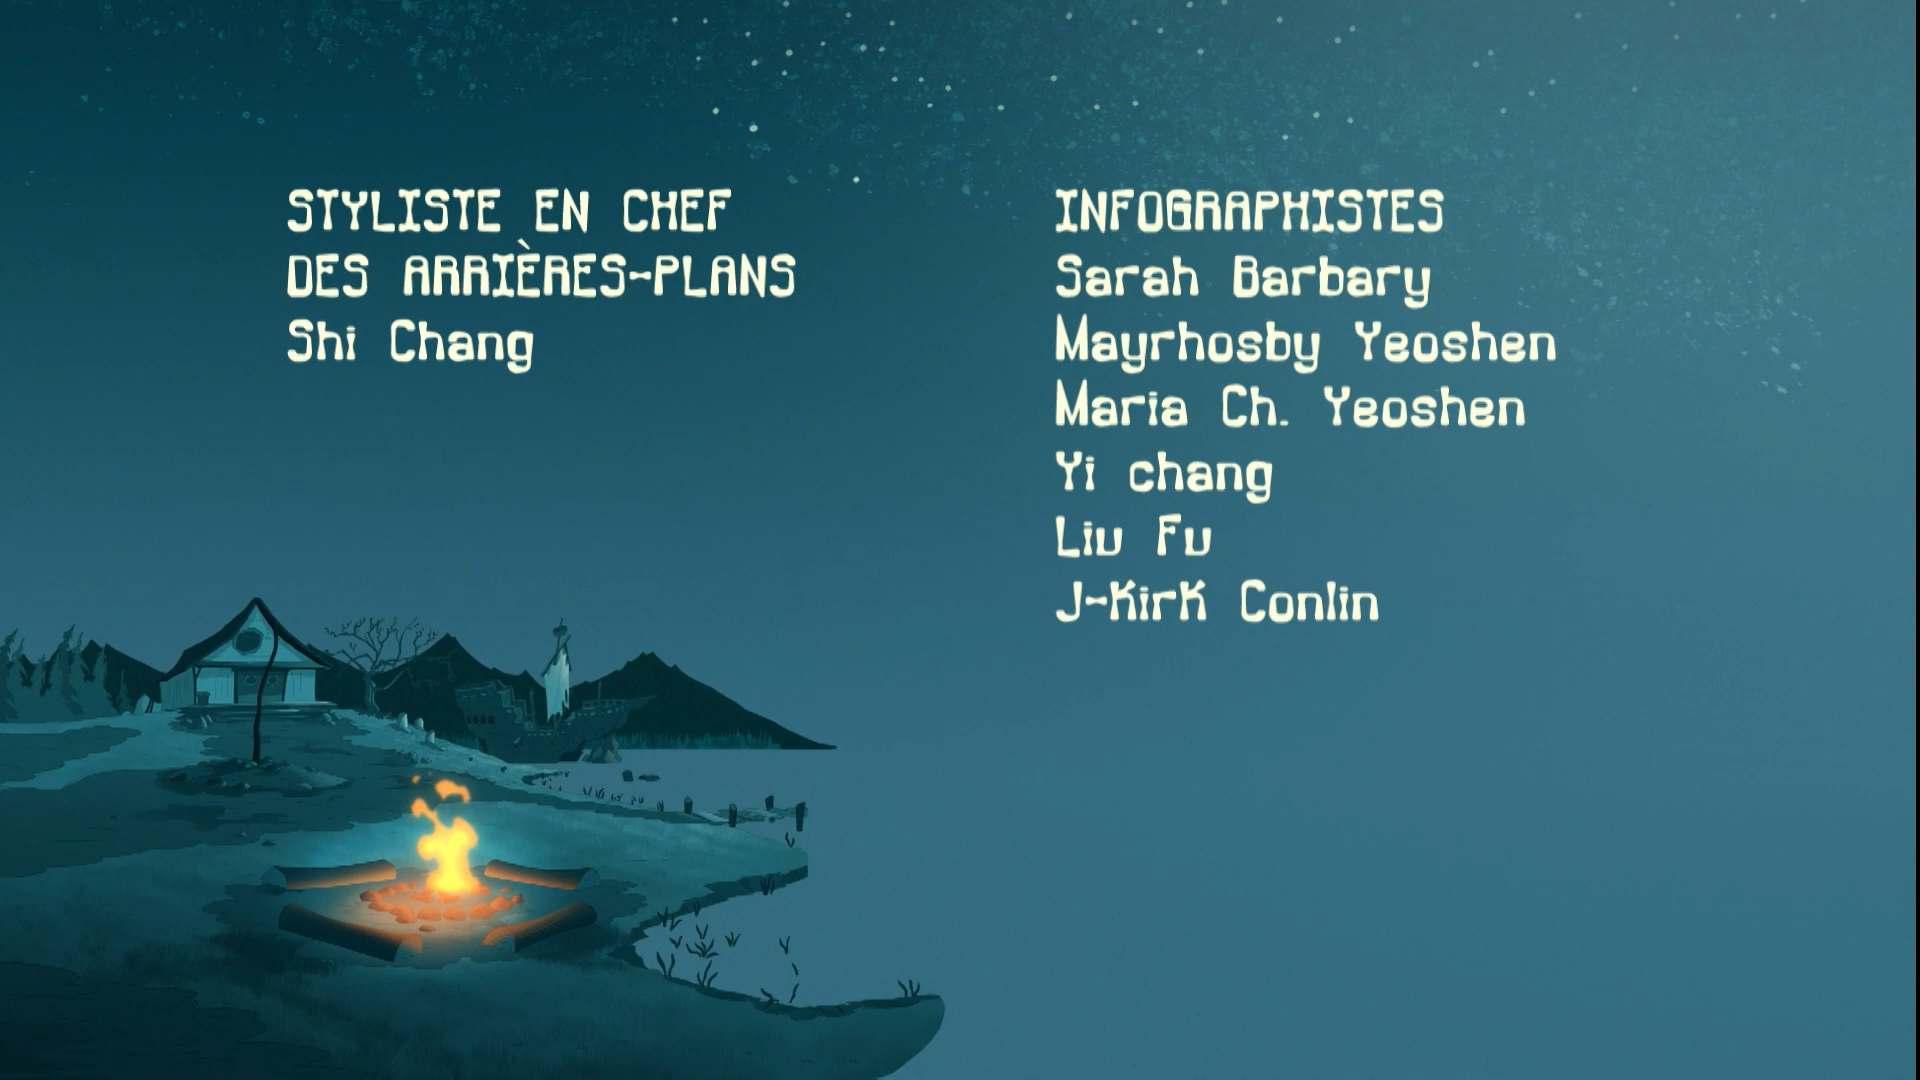 STYLISTE EN CHEF
DES ARRIÈRES-PLANS
Shi Chang
INFOGRAPHISTES
Sarah Barbary
Mayrhosby Yeoshen
Maria Ch. Yeoshen
Yi chang
Liu Fu
J-Kirk Conlin